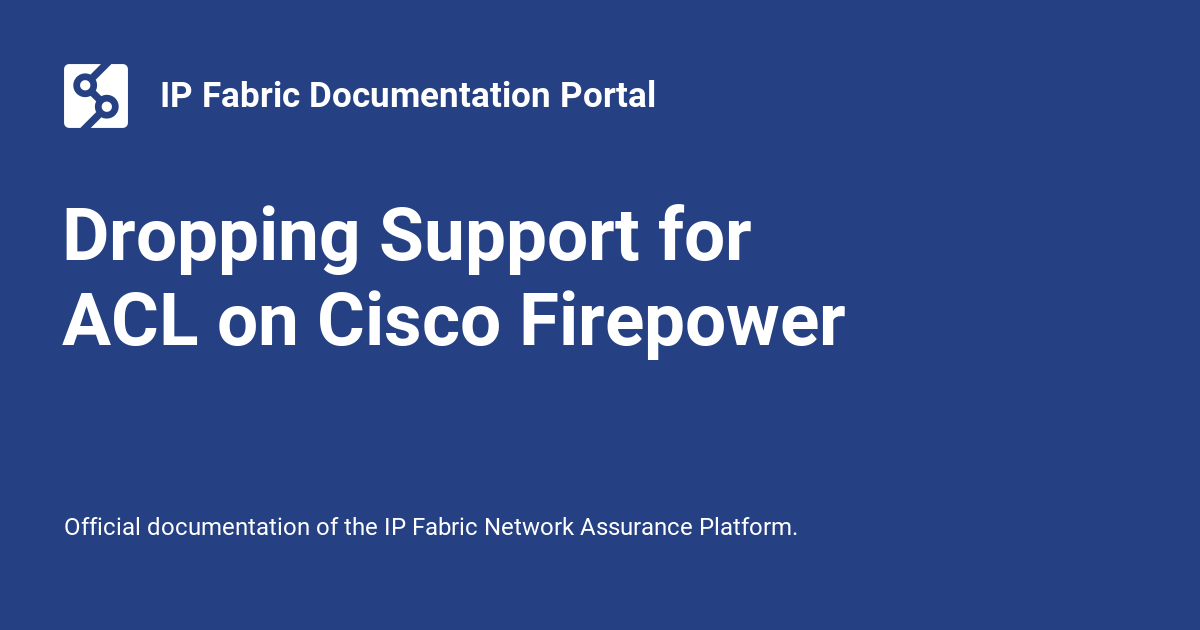 IP Fabric Documentation Portal
Dropping Support for
ACL on Cisco Firepower
Official documentation of the IP Fabric Network Assurance Platform.